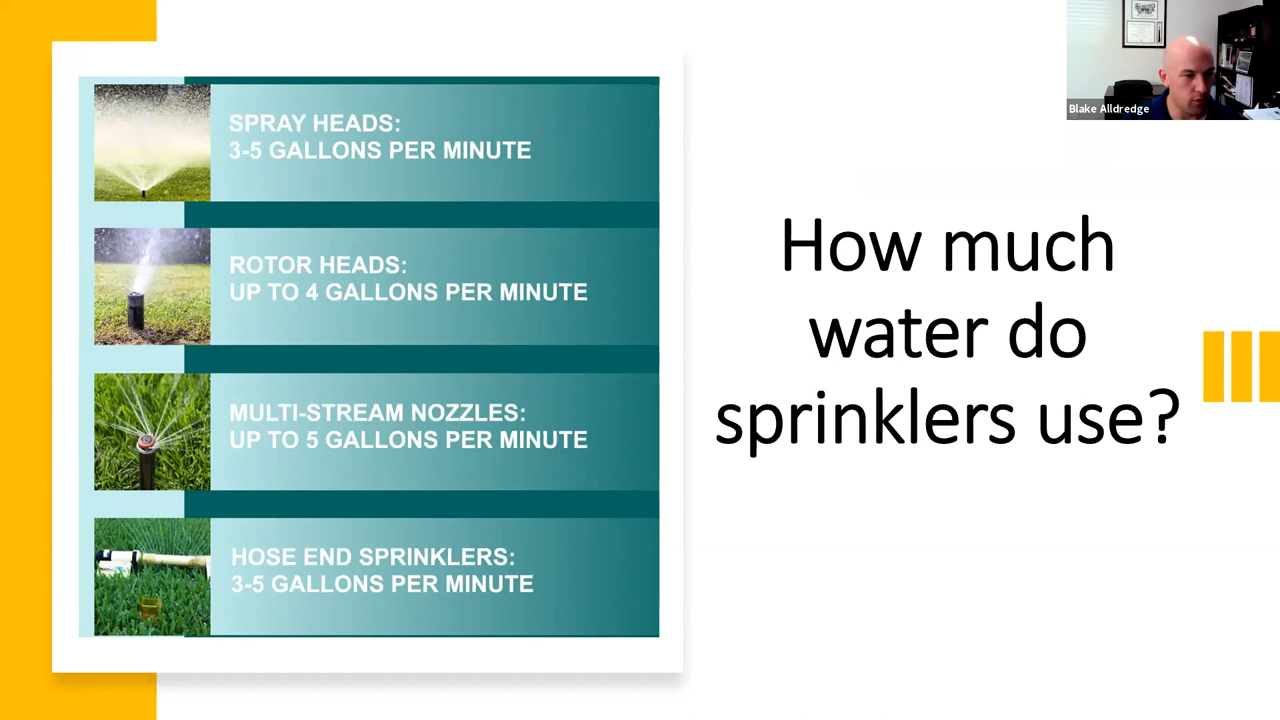 SPRAY HEADS:
3-5 GALLONS PER MINUTE
ROTOR HEADS:
UP TO 4 GALLONS PER MINUTE
MULTI-STREAM NOZZLES:
UP TO 5 GALLONS PER MINUTE
HOSE END SPRINKLERS:
3-5 GALLONS PER MINUTE
How much
water do
sprinklers use?
Blake Alldredge